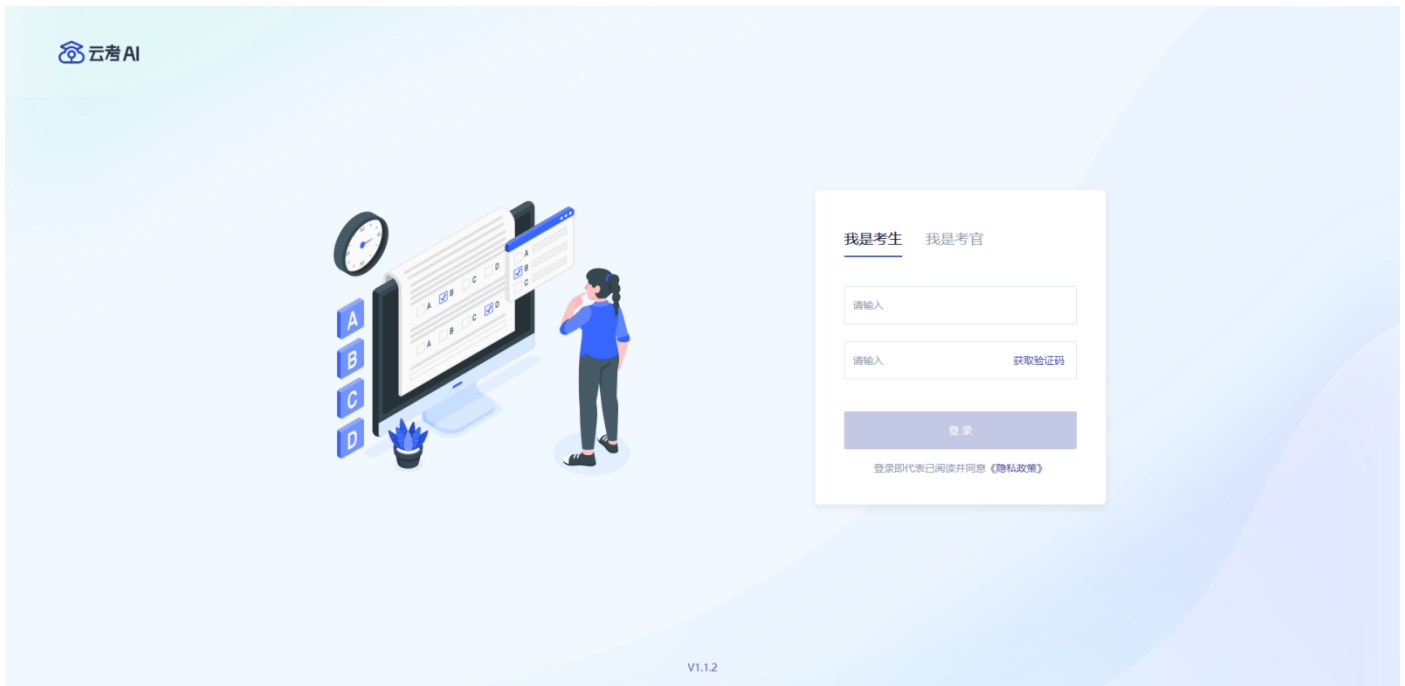 云考AI
我是考生 我是考官
请输入
请输入 获取验证码
登录
登录即代表已阅读并同意《隐私政策》
A B C D
A B C D
A
B
C
A
B
C
D
V1.1.2